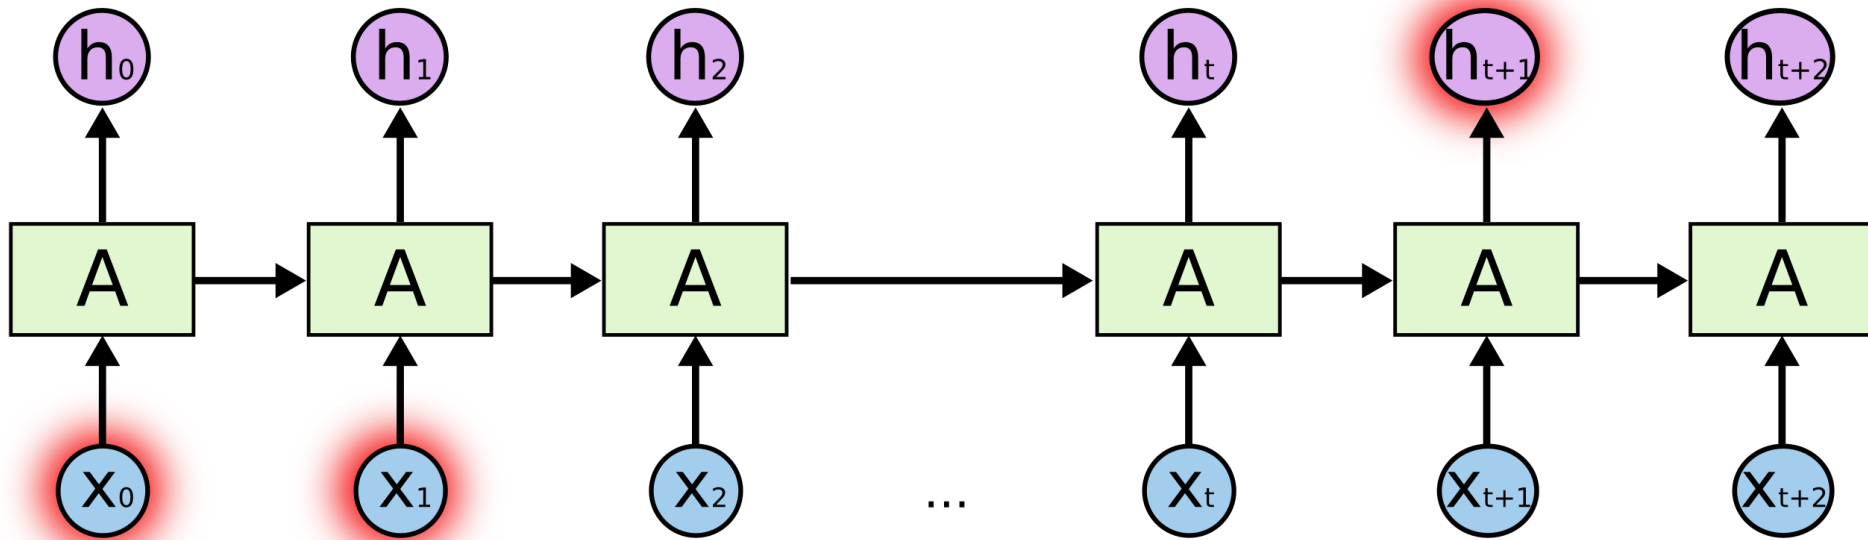 h₀ h₁ h₂ hₜ hₜ₊₁ hₜ₊₂
A A A A A A
x₀ x₁ x₂ ... xₜ xₜ₊₁ xₜ₊₂